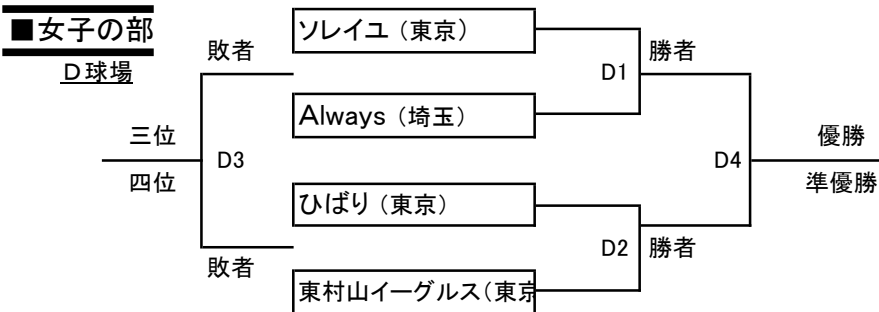 ■女子の部
D球場
敗者
ソレイユ（東京）
勝者
D1
Always（埼玉）
三位
D3
D4
優勝
四位
準優勝
ひばり（東京）
D2
勝者
敗者
東村山イーグルス（東京